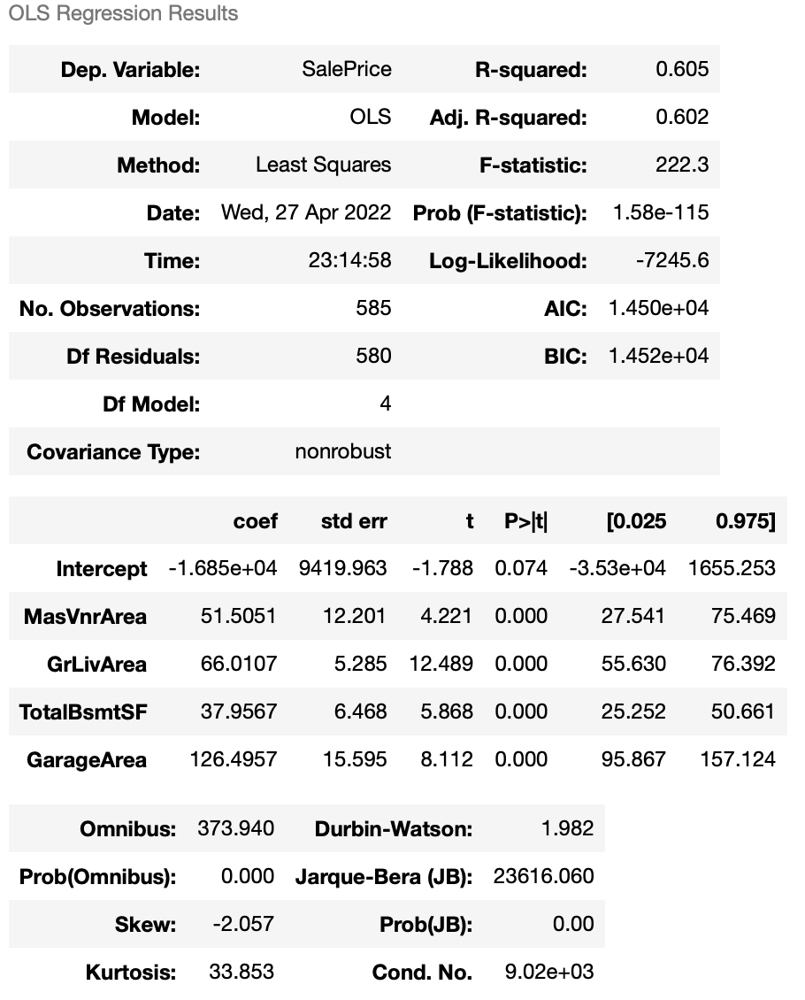 OLS Regression Results
Dep. Variable: SalePrice R-squared: 0.605
Model: OLS Adj. R-squared: 0.602
Method: Least Squares F-statistic: 222.3
Date: Wed, 27 Apr 2022 Prob (F-statistic): 1.58e-115
Time: 23:14:58 Log-Likelihood: -7245.6
No. Observations: 585 AIC: 1.450e+04
Df Residuals: 580 BIC: 1.452e+04
Df Model: 4
Covariance Type: nonrobust
coef std err t P>|t| [0.025 0.975]
Intercept -1.685e+04 9419.963 -1.788 0.074 -3.53e+04 1655.253
MasVnrArea 51.5051 12.201 4.221 0.000 27.541 75.469
GrLivArea 66.0107 5.285 12.489 0.000 55.630 76.392
TotalBsmtSF 37.9567 6.468 5.868 0.000 25.252 50.661
GarageArea 126.4957 15.595 8.112 0.000 95.867 157.124
Omnibus: 373.940 Durbin-Watson: 1.982
Prob(Omnibus): 0.000 Jarque-Bera (JB): 23616.060
Skew: -2.057 Prob(JB): 0.00
Kurtosis: 33.853 Cond. No. 9.02e+03